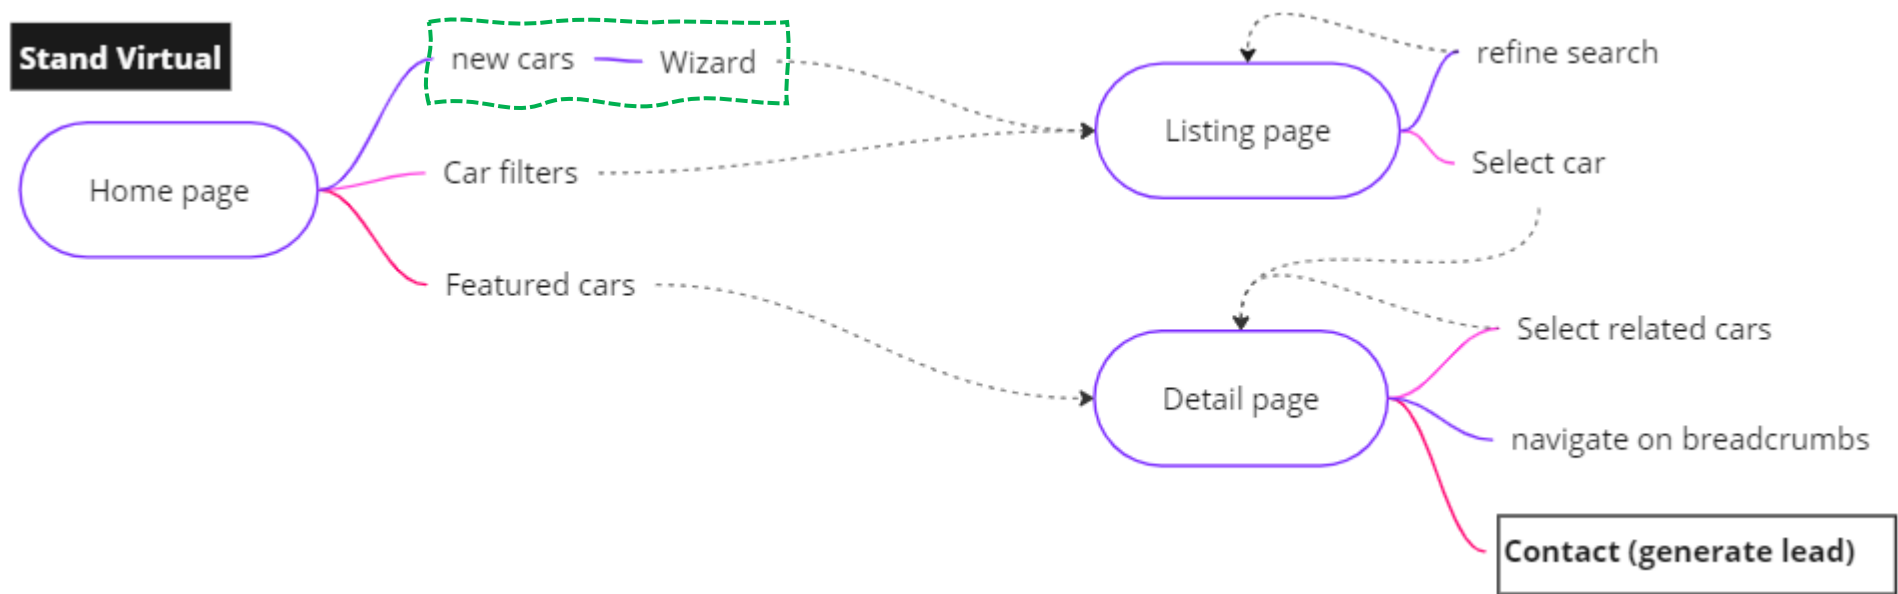 Stand Virtual
new cars
Wizard
refine search
Listing page
Car filters
Select car
Home page
Featured cars
Select related cars
Detail page
navigate on breadcrumbs
Contact (generate lead)